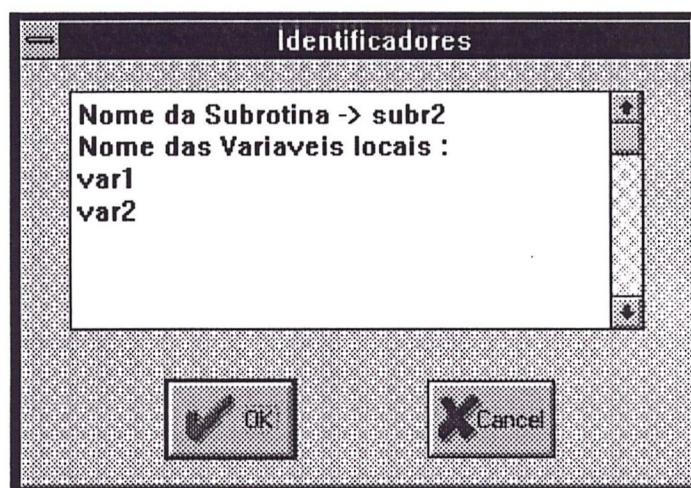 Identificadores
Nome da Subrotina -> subr2
Nome das Variaveis locais :
var1
var2
OK
Cancel